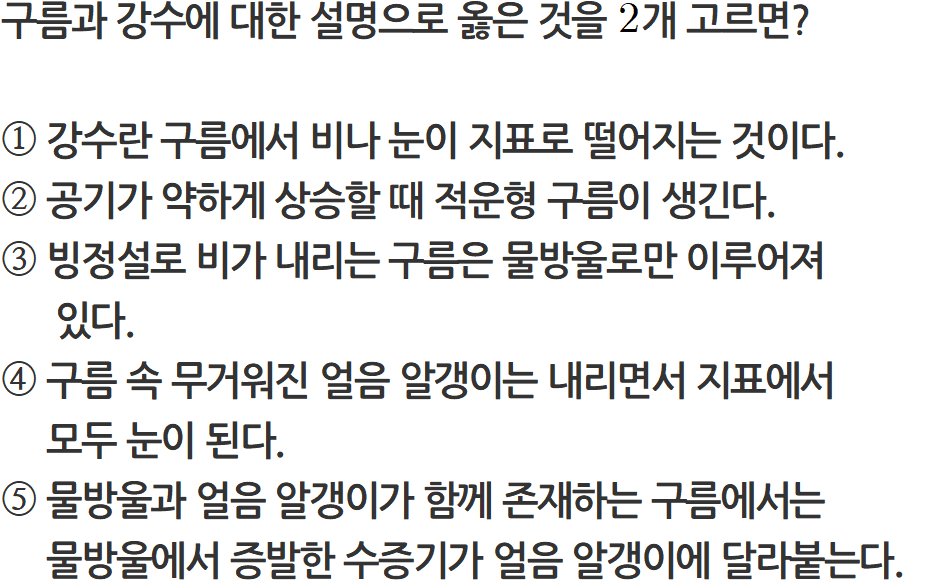 구름과 강수에 대한 설명으로 옳은 것을 2개 고르면?
① 강수란 구름에서 비나 눈이 지표로 떨어지는 것이다.
② 공기가 약하게 상승할 때 적운형 구름이 생긴다.
③ 빙정설로 비가 내리는 구름은 물방울로만 이루어져
있다.
④ 구름 속 무거워진 얼음 알갱이는 내리면서 지표에서
모두 눈이 된다.
⑤ 물방울과 얼음 알갱이가 함께 존재하는 구름에서는
물방울에서 증발한 수증기가 얼음 알갱이에 달라붙는다.